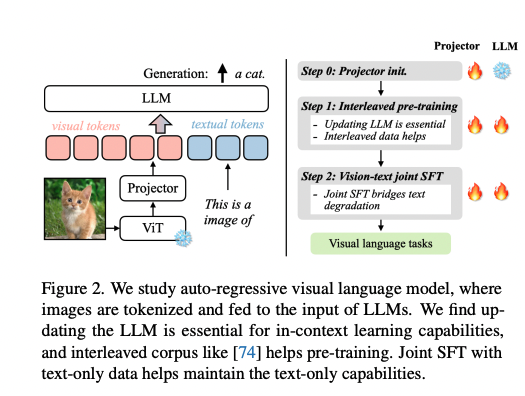 Projector LLM
Generation: a cat.
LLM
visual tokens textual tokens
Projector
This is a
image of
ViT
Step 0: Projector init.
Step 1: Interleaved pre-training
- Updating LLM is essential
- Interleaved data helps
Step 2: Vision-text joint SFT
- Joint SFT bridges text
degradation
Visual language tasks
Figure 2. We study auto-regressive visual language model, where
images are tokenized and fed to the input of LLMs. We find up-
dating the LLM is essential for in-context learning capabilities,
and interleaved corpus like [74] helps pre-training. Joint SFT with
text-only data helps maintain the text-only capabilities.